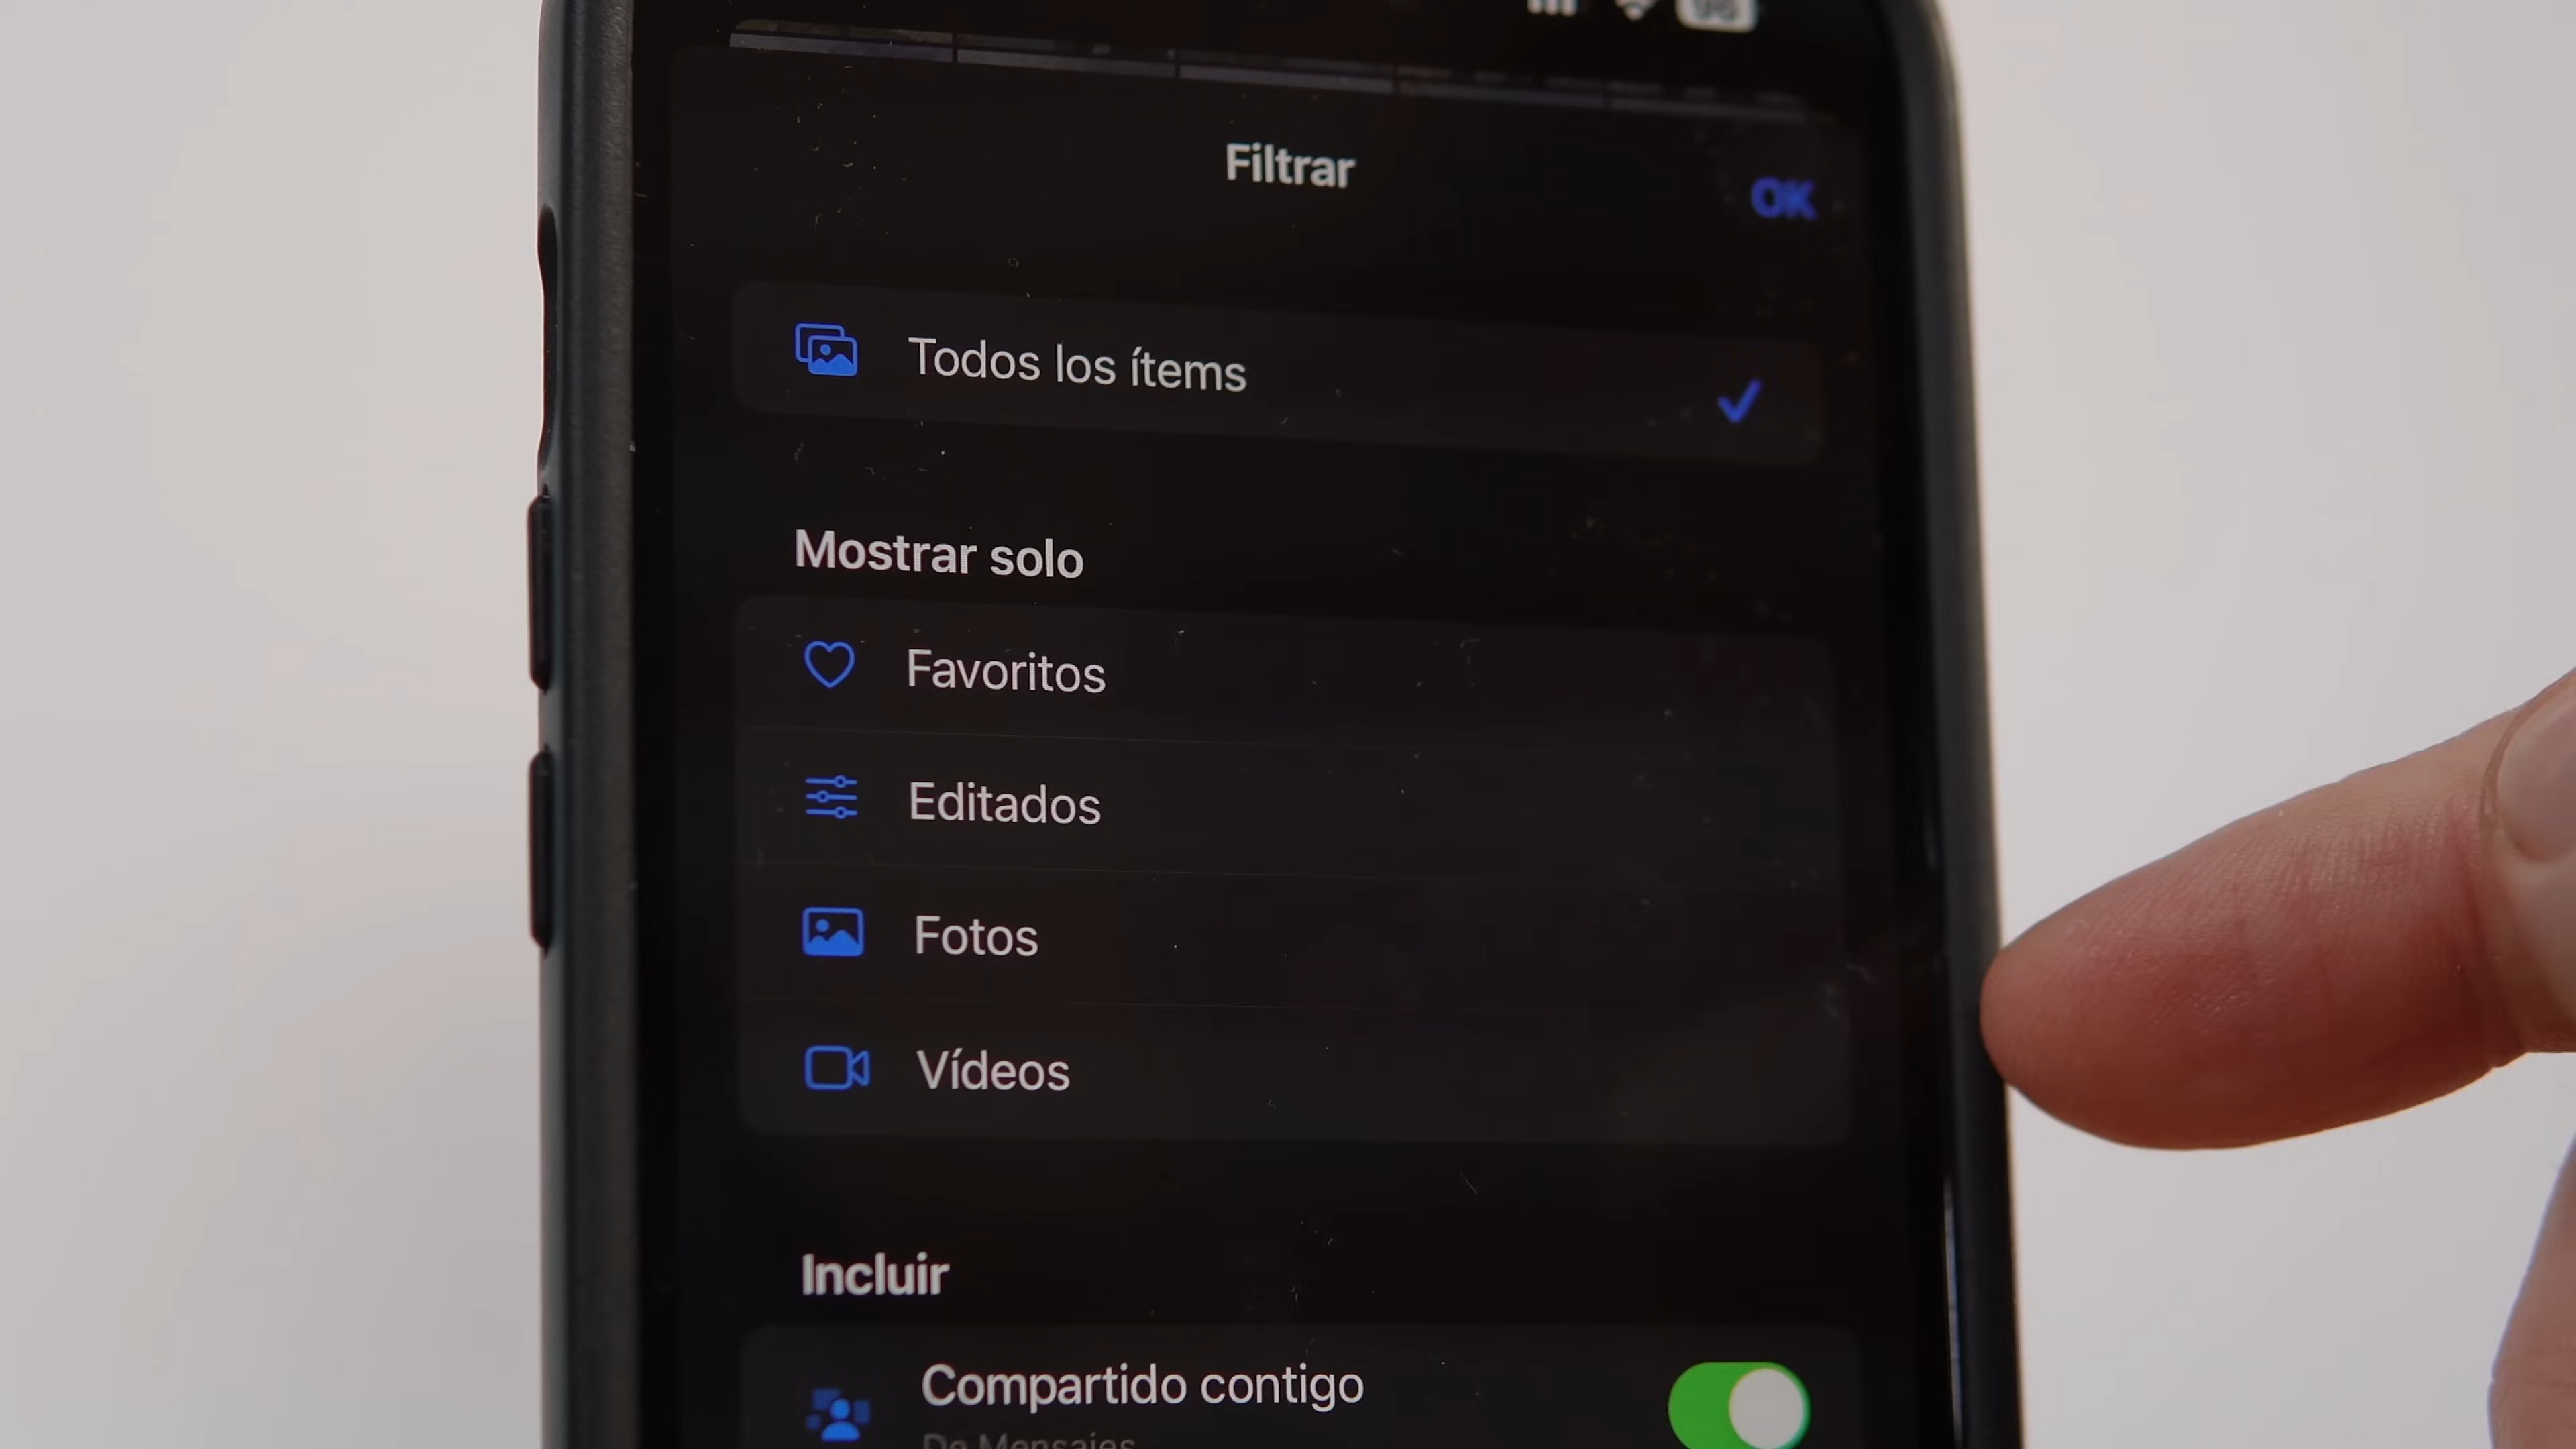 Filtrar
OK
Todos los ítems
Mostrar solo
Favoritos
Editados
Fotos
Vídeos
Incluir
Compartido contigo
De Mensajes